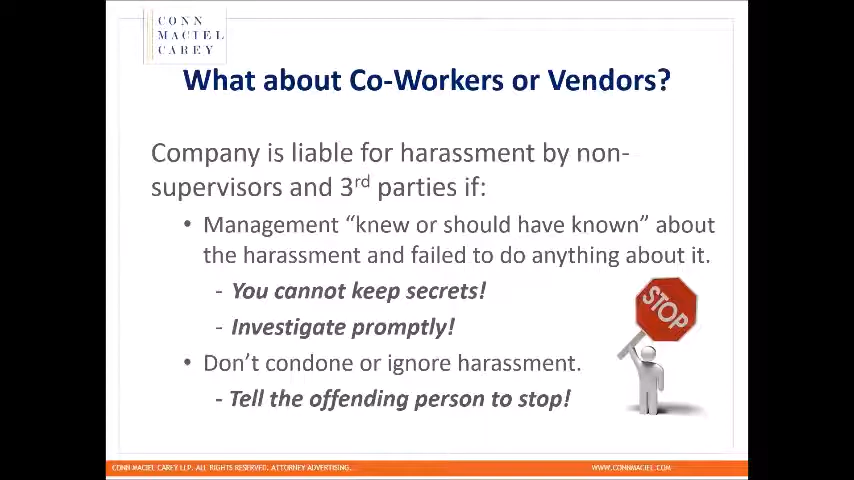 CONN
MACIEL
CAREY
What about Co-Workers or Vendors?
Company is liable for harassment by non-
supervisors and 3rd parties if:
• Management “knew or should have known” about
the harassment and failed to do anything about it.
- You cannot keep secrets!
- Investigate promptly!
STOP
• Don’t condone or ignore harassment.
- Tell the offending person to stop!
CONN MACIEL CAREY LLP. ALL RIGHTS RESERVED. ATTORNEY ADVERTISING.
WWW.CONNMACIEL.COM